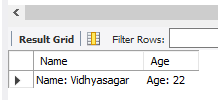 Result Grid Filter Rows:
Name Age
Name: Vidhyasagar Age: 22